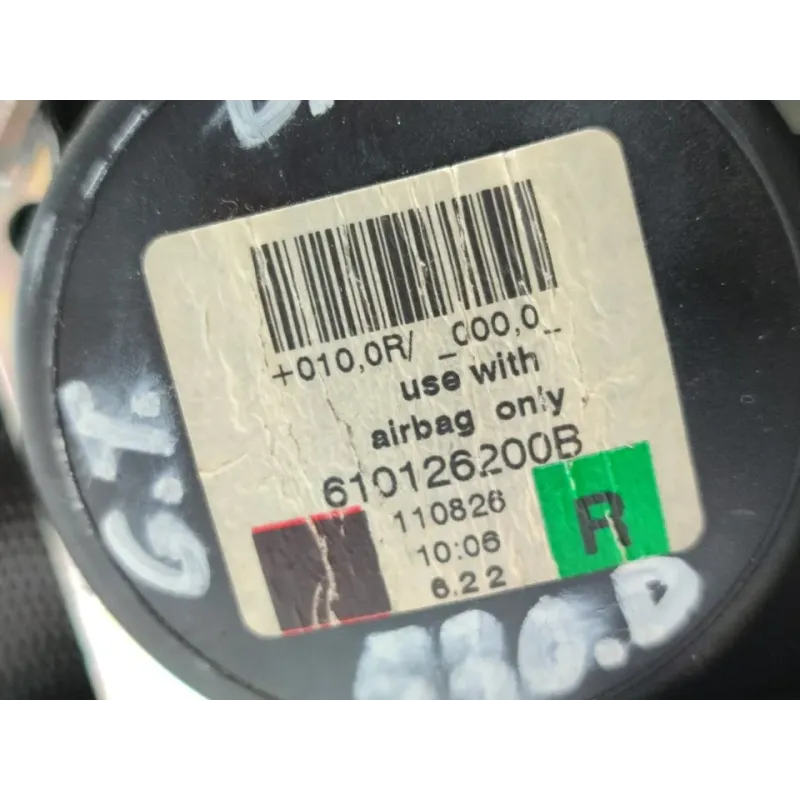 +010,0R/ _000,0_
use with
airbag only
610126200B
110826
10:06
6.22
R
G.T.